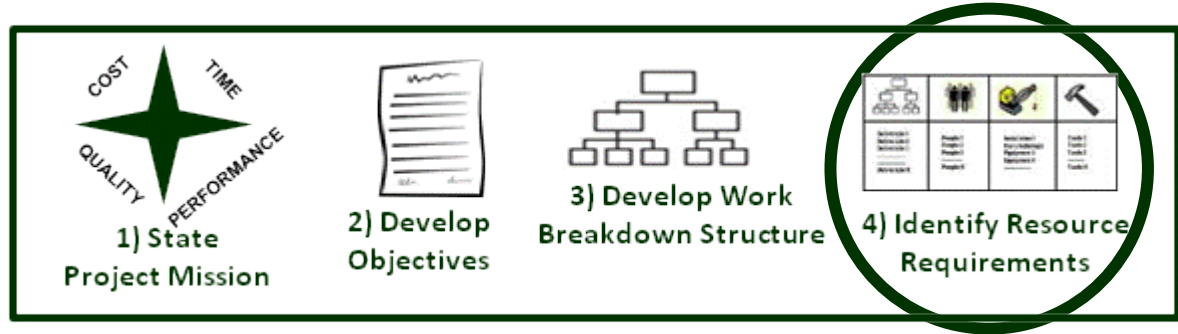 COST
TIME
QUALITY
PERFORMANCE
1) State
Project Mission
2) Develop
Objectives
3) Develop Work
Breakdown Structure
4) Identify Resource
Requirements